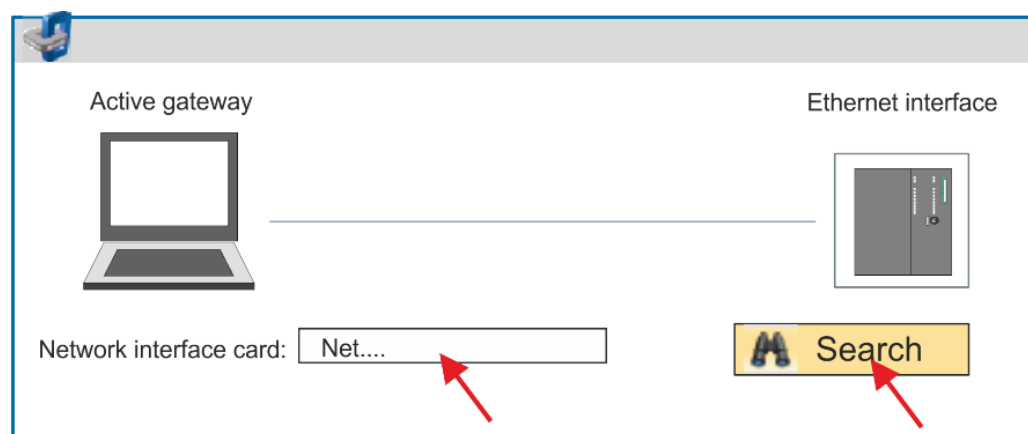 Active gateway
Ethernet interface
Network interface card:
Net....
Search